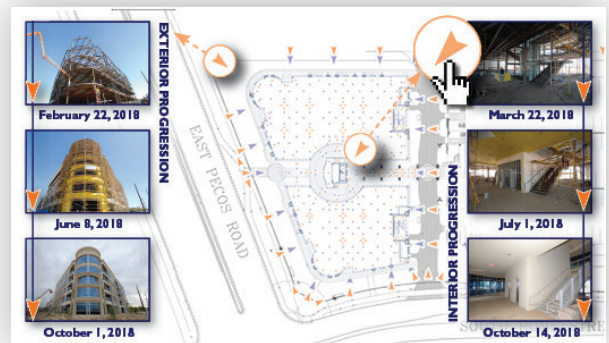 EXTERIOR PROGRESSION
February 22, 2018
June 8, 2018
October 1, 2018
EAST PECOS ROAD
INTERIOR PROGRESSION
March 22, 2018
July 1, 2018
October 14, 2018